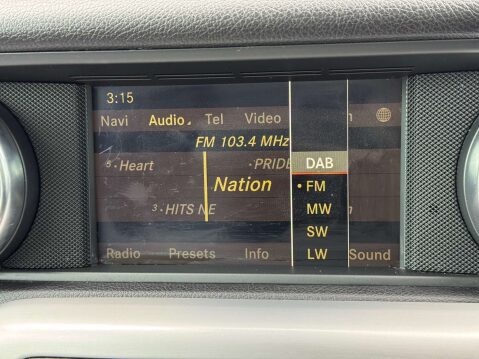 3:15
Navi Audio Tel Video
FM 103.4 MHz
5 · Heart · PRIDE
DAB
Nation
• FM
MW
3 · HITS NE
SW
Radio Presets Info LW Sound